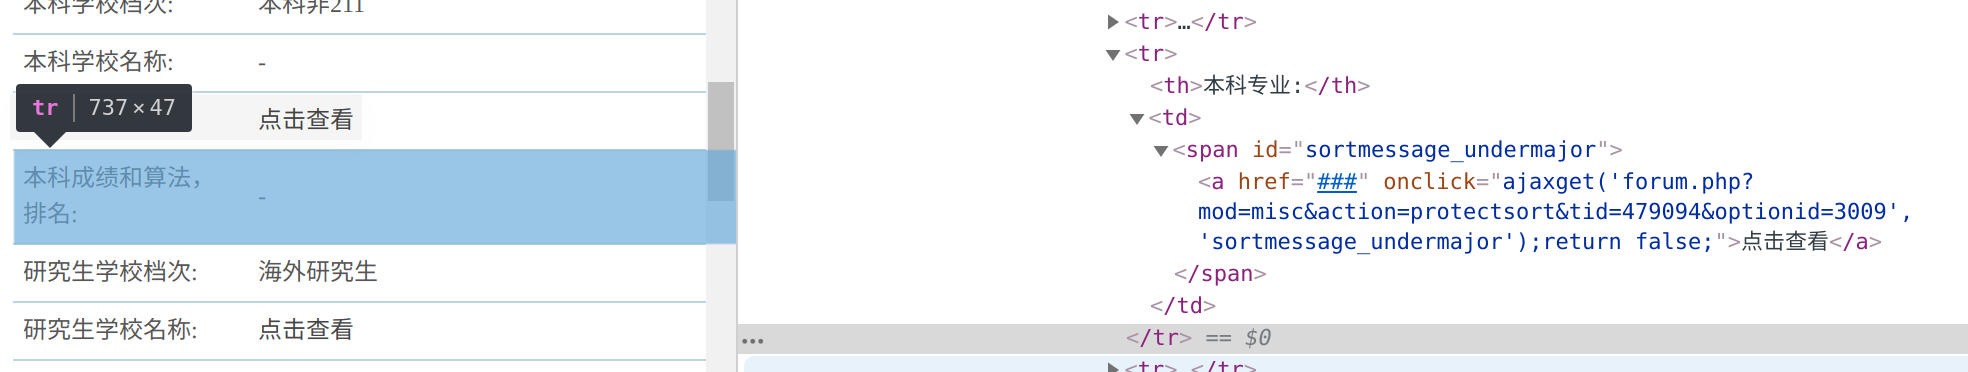 本科学校档次: 本科非211
本科学校名称: -
tr 737 × 47
点击查看
本科成绩和算法，
排名: -
研究生学校档次: 海外研究生
研究生学校名称: 点击查看
▶<tr>…</tr>
▼<tr>
<th>本科专业:</th>
▼<td>
▼<span id="sortmessage_undermajor">
<a href="###" onclick="ajaxget('forum.php?
mod=misc&action=protectsort&tid=479094&optionid=3009',
'sortmessage_undermajor');return false;">点击查看</a>
</span>
</td>
… </tr> == $0
▶<tr>…</tr>